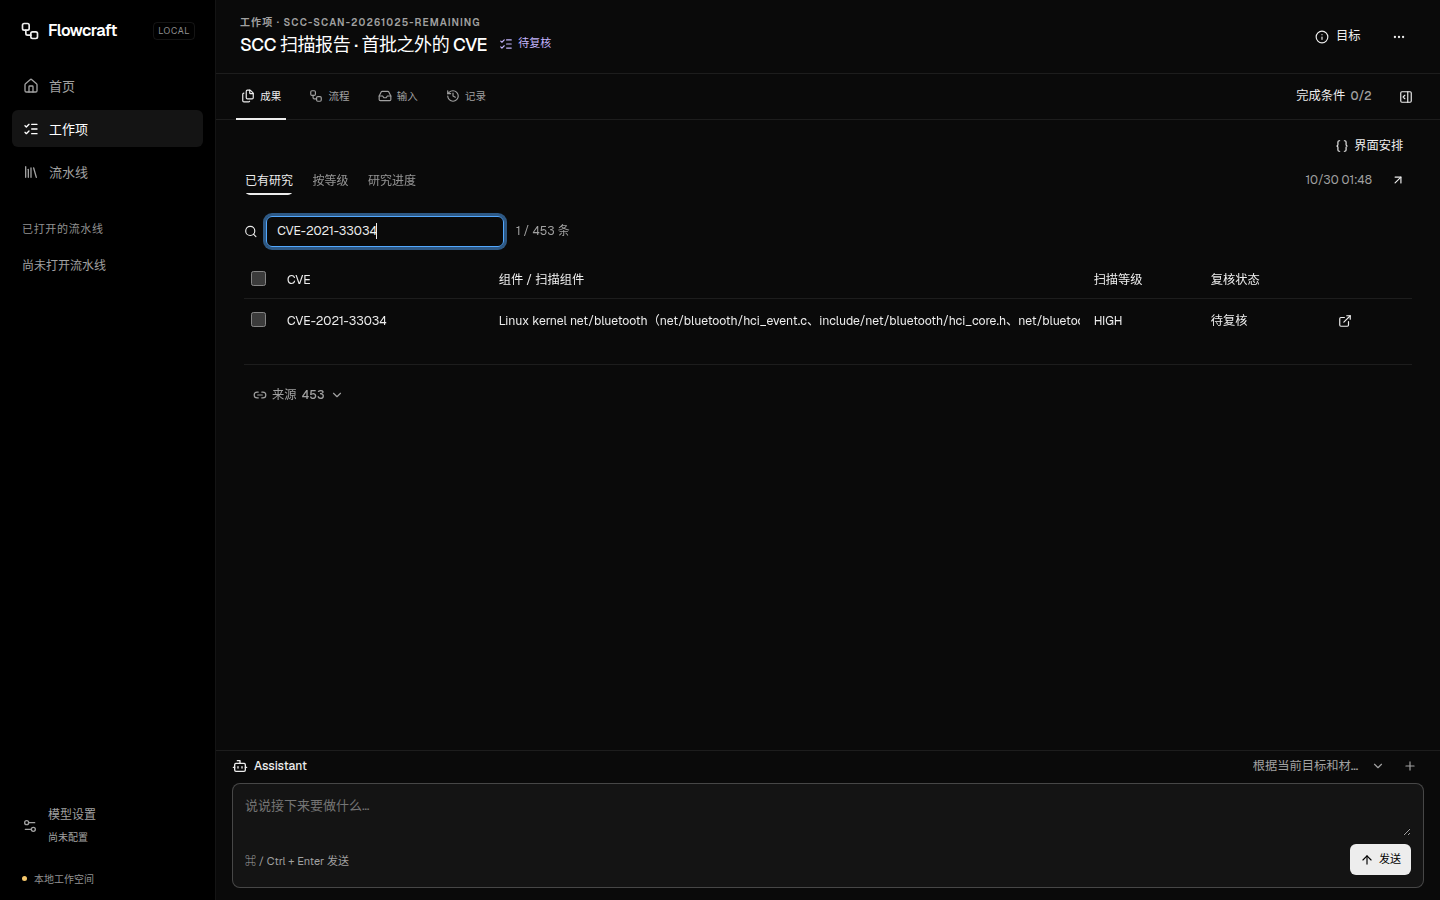 Flowcraft LOCAL
首页
工作项
流水线
已打开的流水线
尚未打开流水线
模型设置
尚未配置
本地工作空间
工作项 · SCC-SCAN-20261025-REMAINING
SCC 扫描报告 · 首批之外的 CVE 待复核
目标
成果 流程 输入 记录
完成条件 0/2
{ } 界面安排
已有研究 按等级 研究进度
10/30 01:48
CVE-2021-33034 1 / 453 条
CVE 组件 / 扫描组件 扫描等级 复核状态
CVE-2021-33034 Linux kernel net/bluetooth（net/bluetooth/hci_event.c、include/net/bluetooth/hci_core.h、net/bluetoo HIGH 待复核
来源 453
Assistant
根据当前目标和材...
说说接下来要做什么...
⌘ / Ctrl + Enter 发送
发送